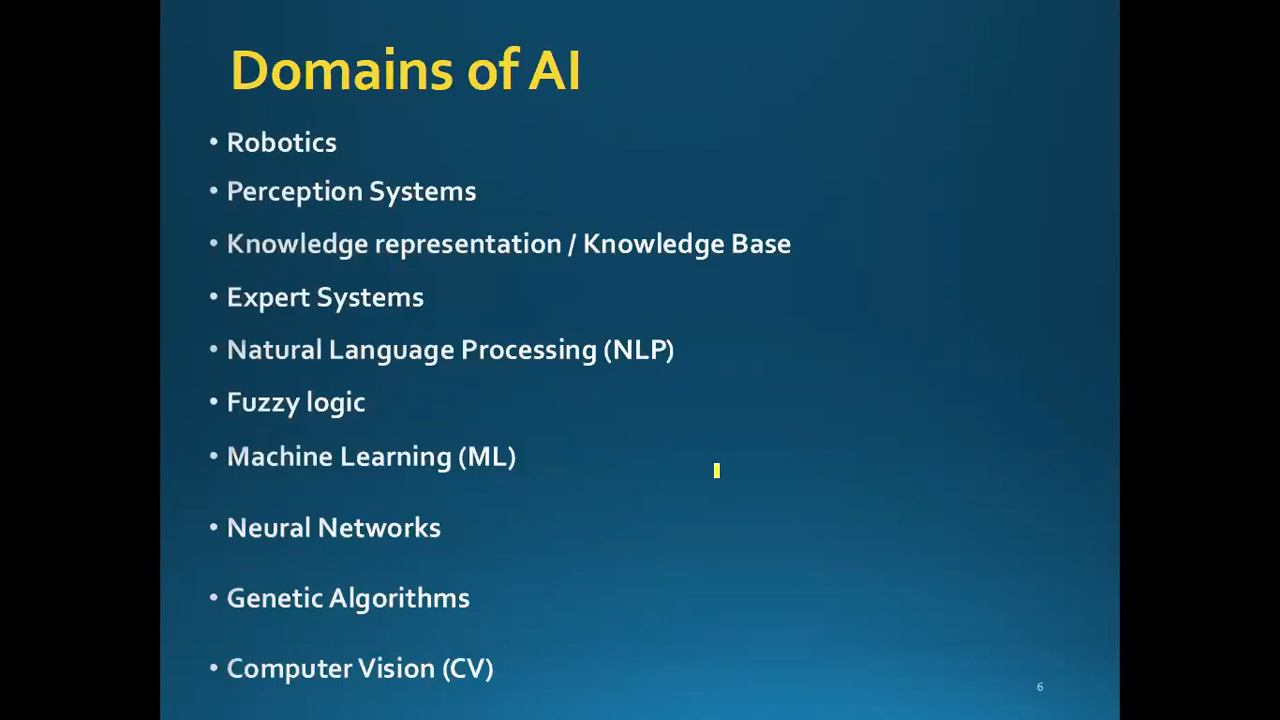 Domains of AI
• Robotics
• Perception Systems
• Knowledge representation / Knowledge Base
• Expert Systems
• Natural Language Processing (NLP)
• Fuzzy logic
• Machine Learning (ML)
• Neural Networks
• Genetic Algorithms
• Computer Vision (CV)
6